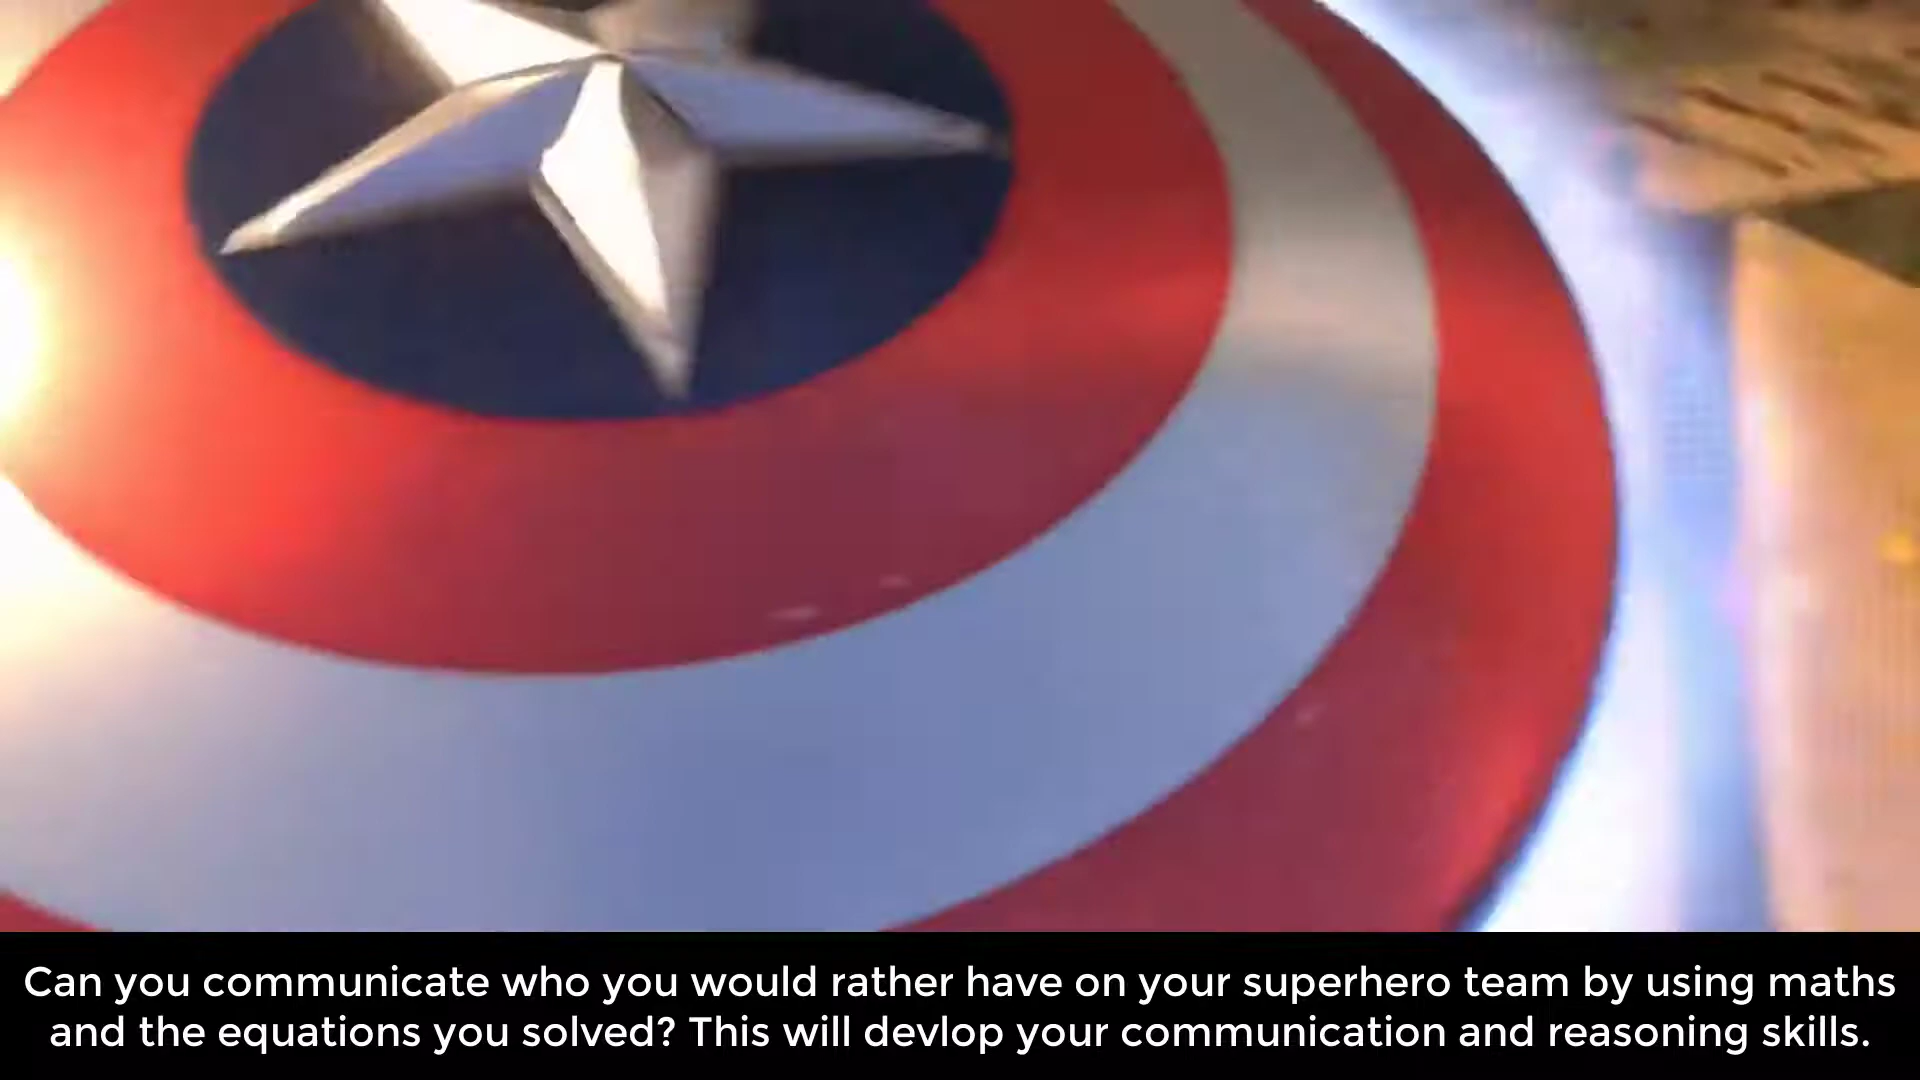 Can you communicate who you would rather have on your superhero team by using maths
and the equations you solved? This will devlop your communication and reasoning skills.